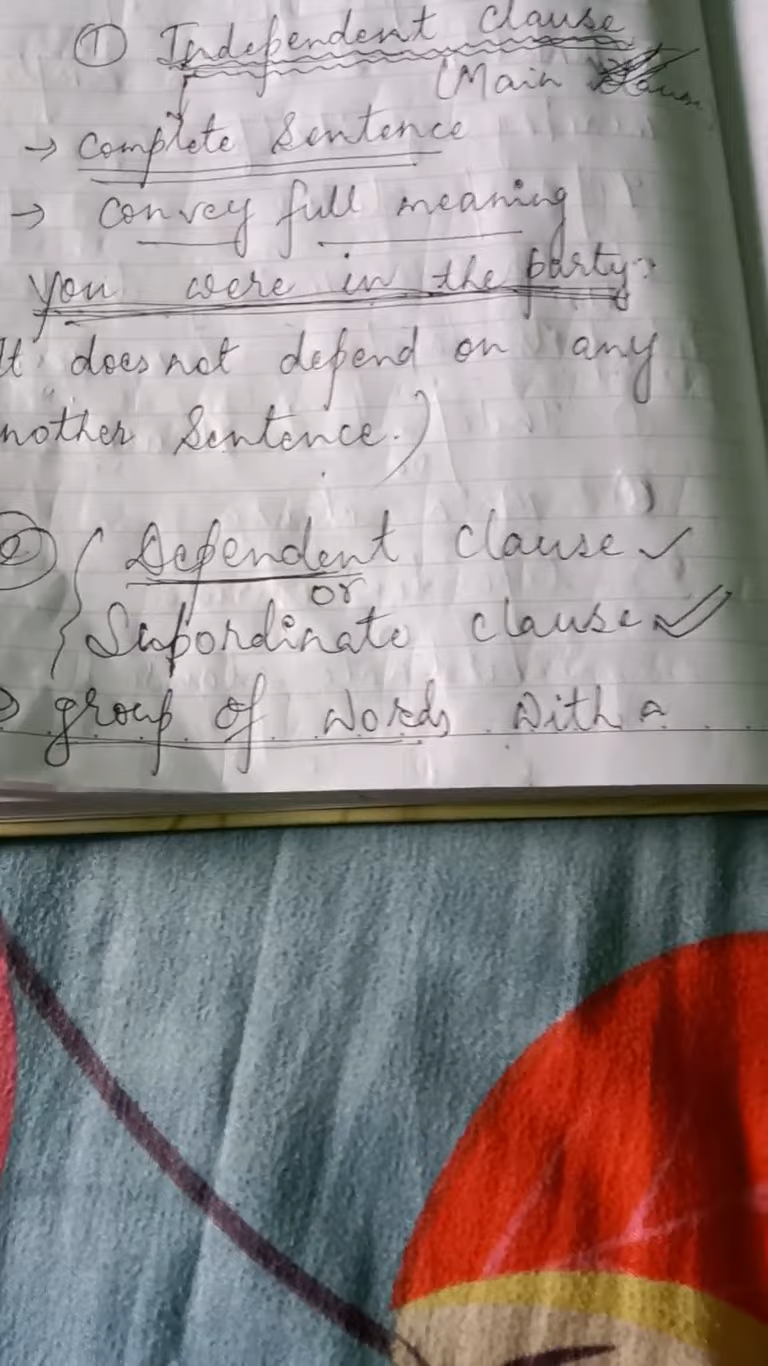 ① Independent Clause
(Main
→ Complete Sentence
→ Convey full meaning
you were in the party.
It does not depend on any
nother Sentence.)
② Dependent Clause ✓
or
Subordinate clause ✓
group of words with a